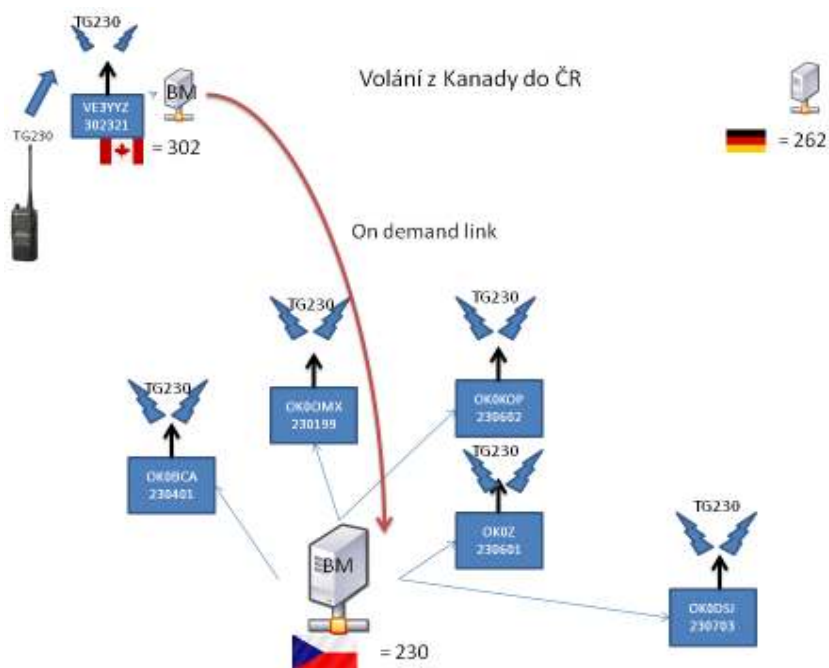 TG230
Volání z Kanady do ČR
BM
VE3YYZ
302321
TG230
= 302
= 262
On demand link
TG230
TG230
TG230
OK0OMX
230199
OK0KOP
230602
TG230
OK0BCA
230401
TG230
OK0Z
230601
BM
OK0DSJ
230703
= 230